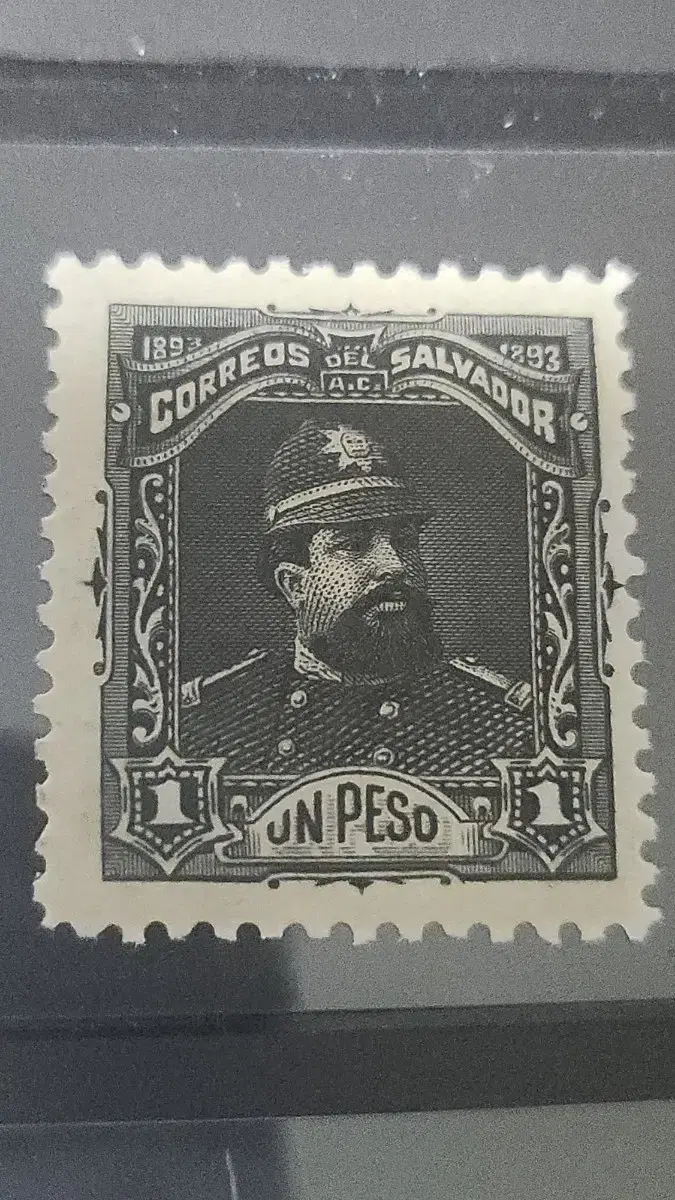 1893 1893
CORREOS DEL SALVADOR
A.C.
1 UN PESO 1